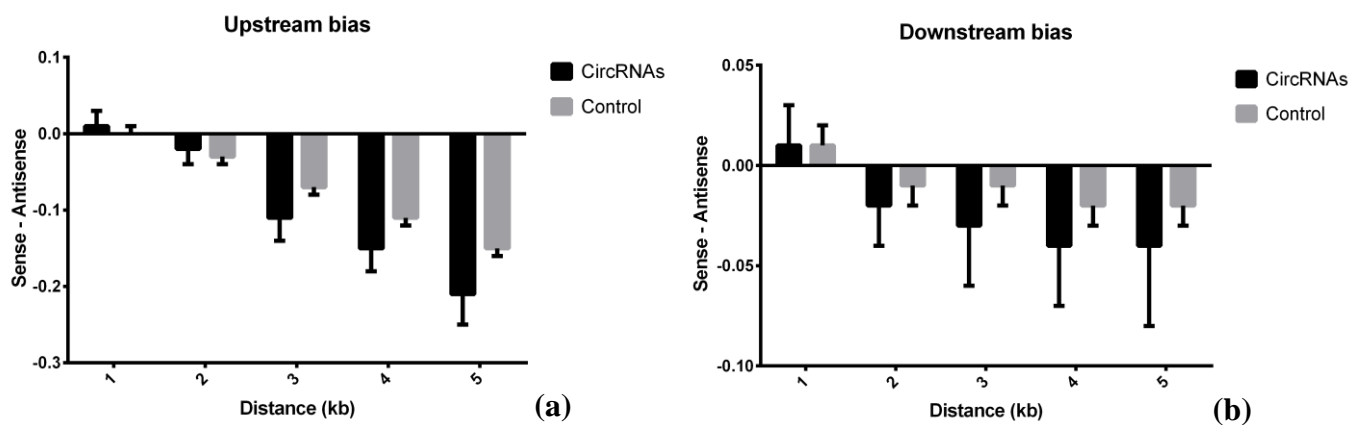 Upstream bias
CircRNAs
Control
Sense - Antisense
0.1
0.0
-0.1
-0.2
-0.3
1 2 3 4 5
Distance (kb)
(a)
Downstream bias
CircRNAs
Control
Sense - Antisense
0.05
0.00
-0.05
-0.10
1 2 3 4 5
Distance (kb)
(b)